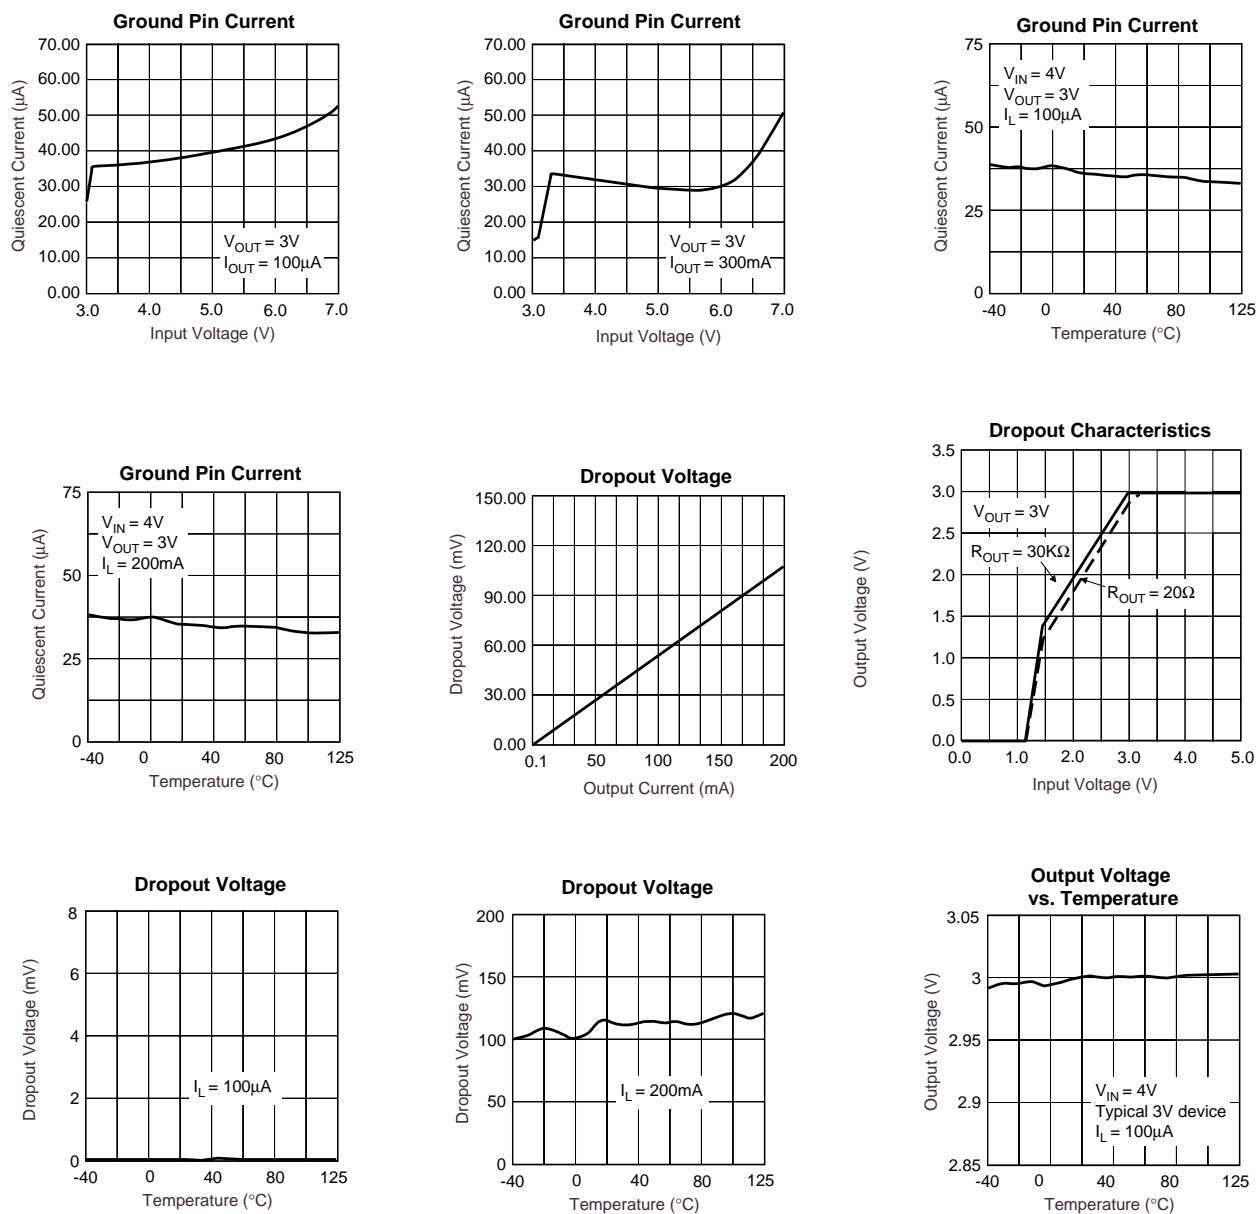 Ground Pin Current
70.00
60.00
50.00
40.00
30.00
20.00
10.00
0.00
Quiescent Current (µA)
V_OUT = 3V
I_OUT = 100µA
3.0 4.0 5.0 6.0 7.0
Input Voltage (V)
Ground Pin Current
70.00
60.00
50.00
40.00
30.00
20.00
10.00
0.00
Quiescent Current (µA)
V_OUT = 3V
I_OUT = 300mA
3.0 4.0 5.0 6.0 7.0
Input Voltage (V)
Ground Pin Current
75
50
25
0
Quiescent Current (µA)
V_IN = 4V
V_OUT = 3V
I_L = 100µA
-40 0 40 80 125
Temperature (°C)
Ground Pin Current
75
50
25
0
Quiescent Current (µA)
V_IN = 4V
V_OUT = 3V
I_L = 200mA
-40 0 40 80 125
Temperature (°C)
Dropout Voltage
150.00
120.00
90.00
60.00
30.00
0.00
Dropout Voltage (mV)
0.1 50 100 150 200
Output Current (mA)
Dropout Characteristics
3.5
3.0
2.5
2.0
1.5
1.0
0.5
0.0
Output Voltage (V)
V_OUT = 3V
R_OUT = 30KΩ
R_OUT = 20Ω
0.0 1.0 2.0 3.0 4.0 5.0
Input Voltage (V)
Dropout Voltage
8
6
4
2
0
Dropout Voltage (mV)
I_L = 100µA
-40 0 40 80 125
Temperature (°C)
Dropout Voltage
200
150
100
50
0
Dropout Voltage (mV)
I_L = 200mA
-40 0 40 80 125
Temperature (°C)
Output Voltage
vs. Temperature
3.05
3
2.95
2.9
2.85
Output Voltage (V)
V_IN = 4V
Typical 3V device
I_L = 100µA
-40 0 40 80 125
Temperature (°C)